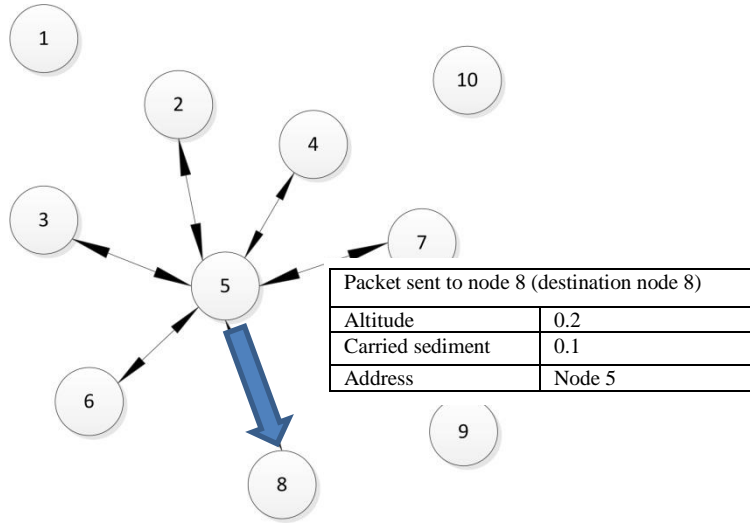 1
10
2
4
3
7
5
Packet sent to node 8 (destination node 8)
Altitude 0.2
Carried sediment 0.1
Address Node 5
6
9
8